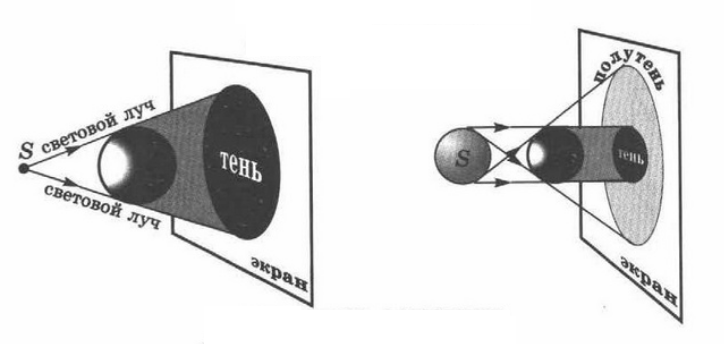 S
световой луч
световой луч
тень
экран
S
полутень
тень
экран